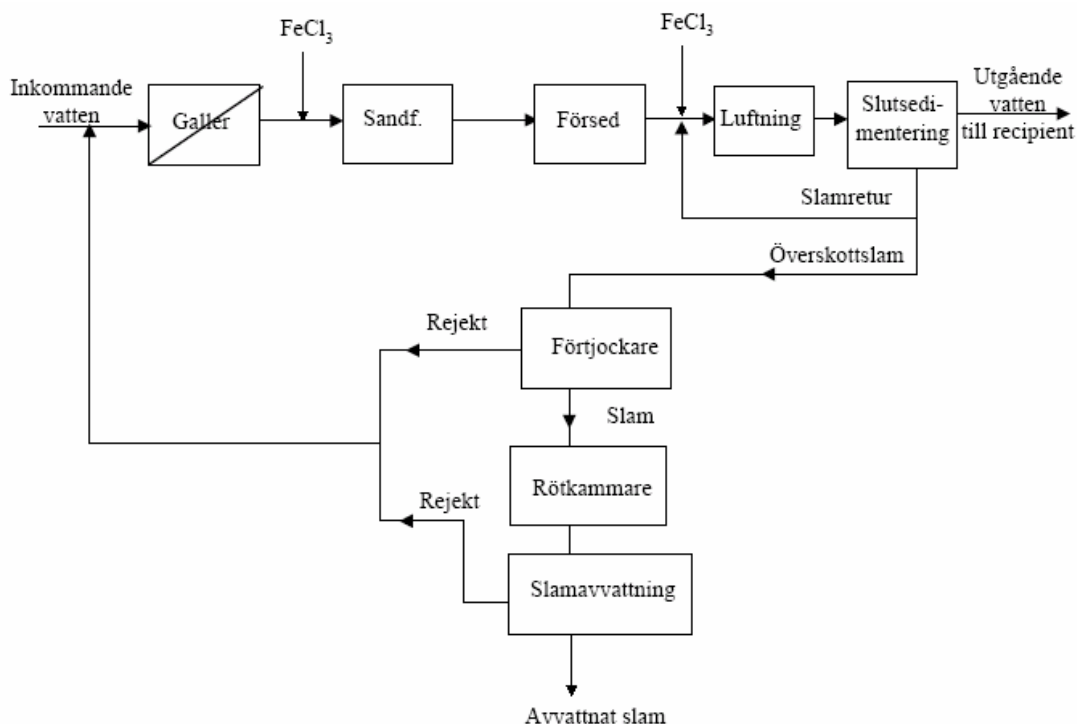 FeCl3
FeCl3
Inkommande
vatten
Galler
Sandf.
Försed
Luftning
Slutsedi-
mentering
Utgående
vatten
till recipient
Slamretur
Överskottslam
Rejekt
Förtjockare
Slam
Rejekt
Rötkammare
Slamavvattning
Avvattnat slam